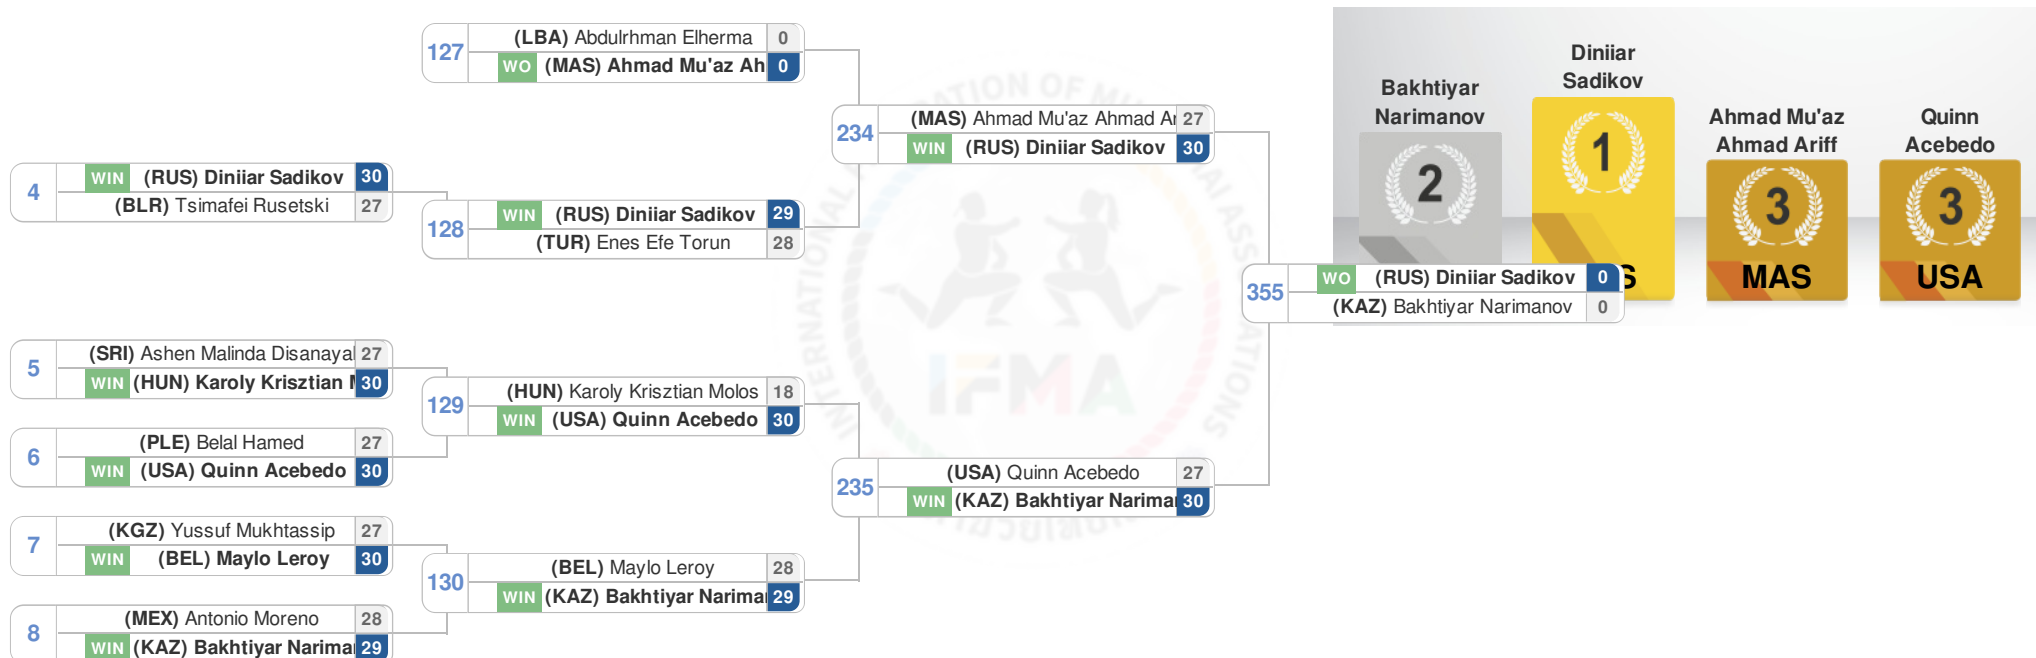 127
(LBA) Abdulrhman Elherma 0
WO (MAS) Ahmad Mu'az Ah 0
4
WIN (RUS) Diniiar Sadikov 30
(BLR) Tsimafei Rusetski 27
128
WIN (RUS) Diniiar Sadikov 29
(TUR) Enes Efe Torun 28
5
(SRI) Ashen Malinda Disanaya 27
WIN (HUN) Karoly Krisztian 30
6
(PLE) Belal Hamed 27
WIN (USA) Quinn Acebedo 30
129
(HUN) Karoly Krisztian Molos 18
WIN (USA) Quinn Acebedo 30
7
(KGZ) Yussuf Mukhtassip 27
WIN (BEL) Maylo Leroy 30
8
(MEX) Antonio Moreno 28
WIN (KAZ) Bakhtiyar Narima 29
130
(BEL) Maylo Leroy 28
WIN (KAZ) Bakhtiyar Narima 29
234
(MAS) Ahmad Mu'az Ahmad Ar 27
WIN (RUS) Diniiar Sadikov 30
235
(USA) Quinn Acebedo 27
WIN (KAZ) Bakhtiyar Narima 30
355
WO (RUS) Diniiar Sadikov 0
(KAZ) Bakhtiyar Narimanov 0
Bakhtiyar
Narimanov
2
Diniiar
Sadikov
1
S
Ahmad Mu'az
Ahmad Ariff
3
MAS
Quinn
Acebedo
3
USA
IFMA